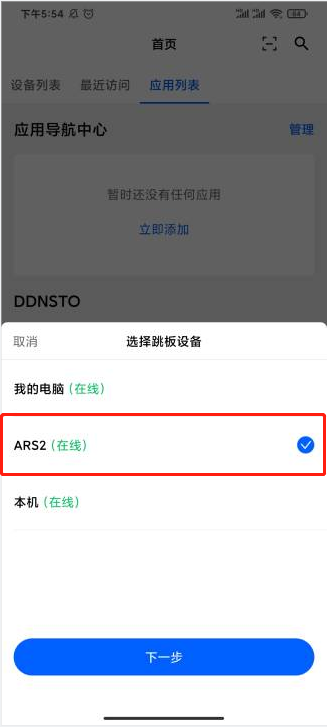 下午5:54 84
首页
设备列表 最近访问 应用列表
应用导航中心 管理
暂时还没有任何应用
立即添加
DDNSTO
取消 选择跳板设备
我的电脑 (在线)
ARS2 (在线)
本机 (在线)
下一步